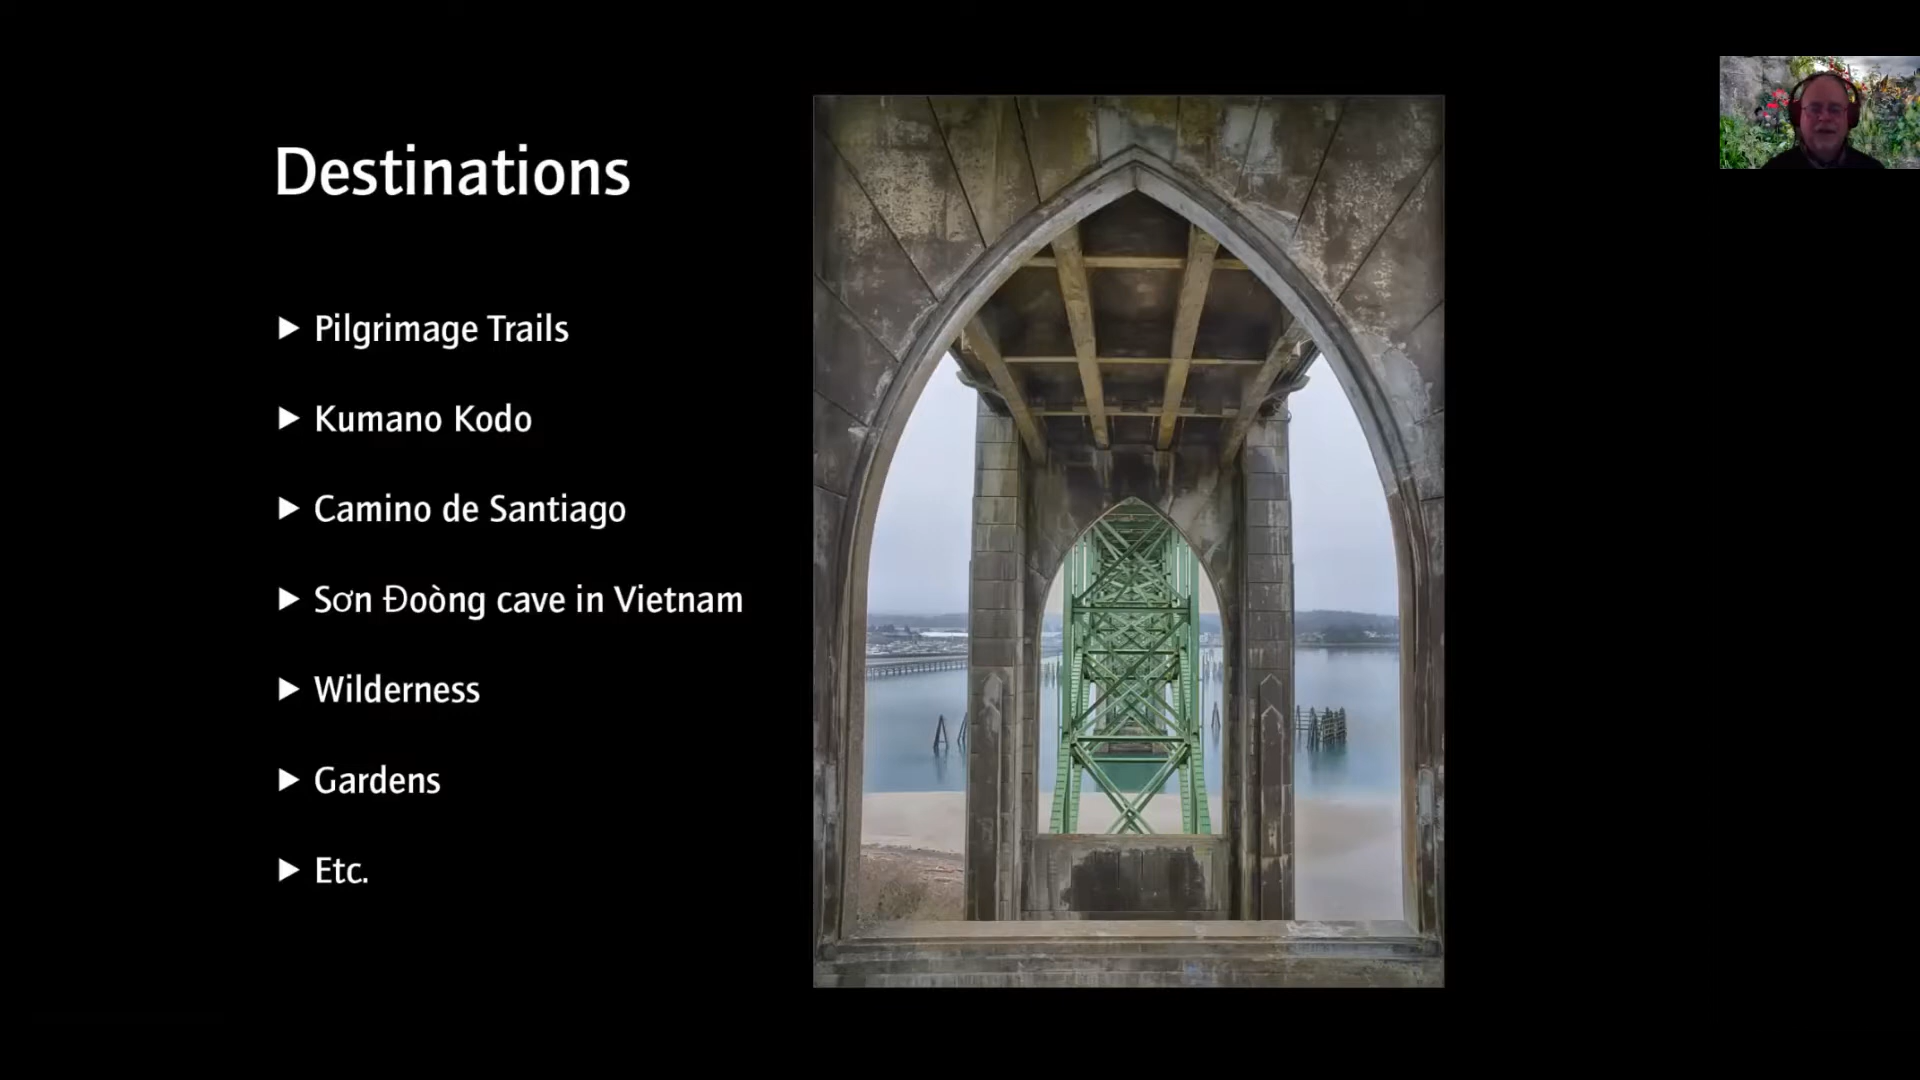 Destinations
▶ Pilgrimage Trails
▶ Kumano Kodo
▶ Camino de Santiago
▶ Sơn Đoòng cave in Vietnam
▶ Wilderness
▶ Gardens
▶ Etc.